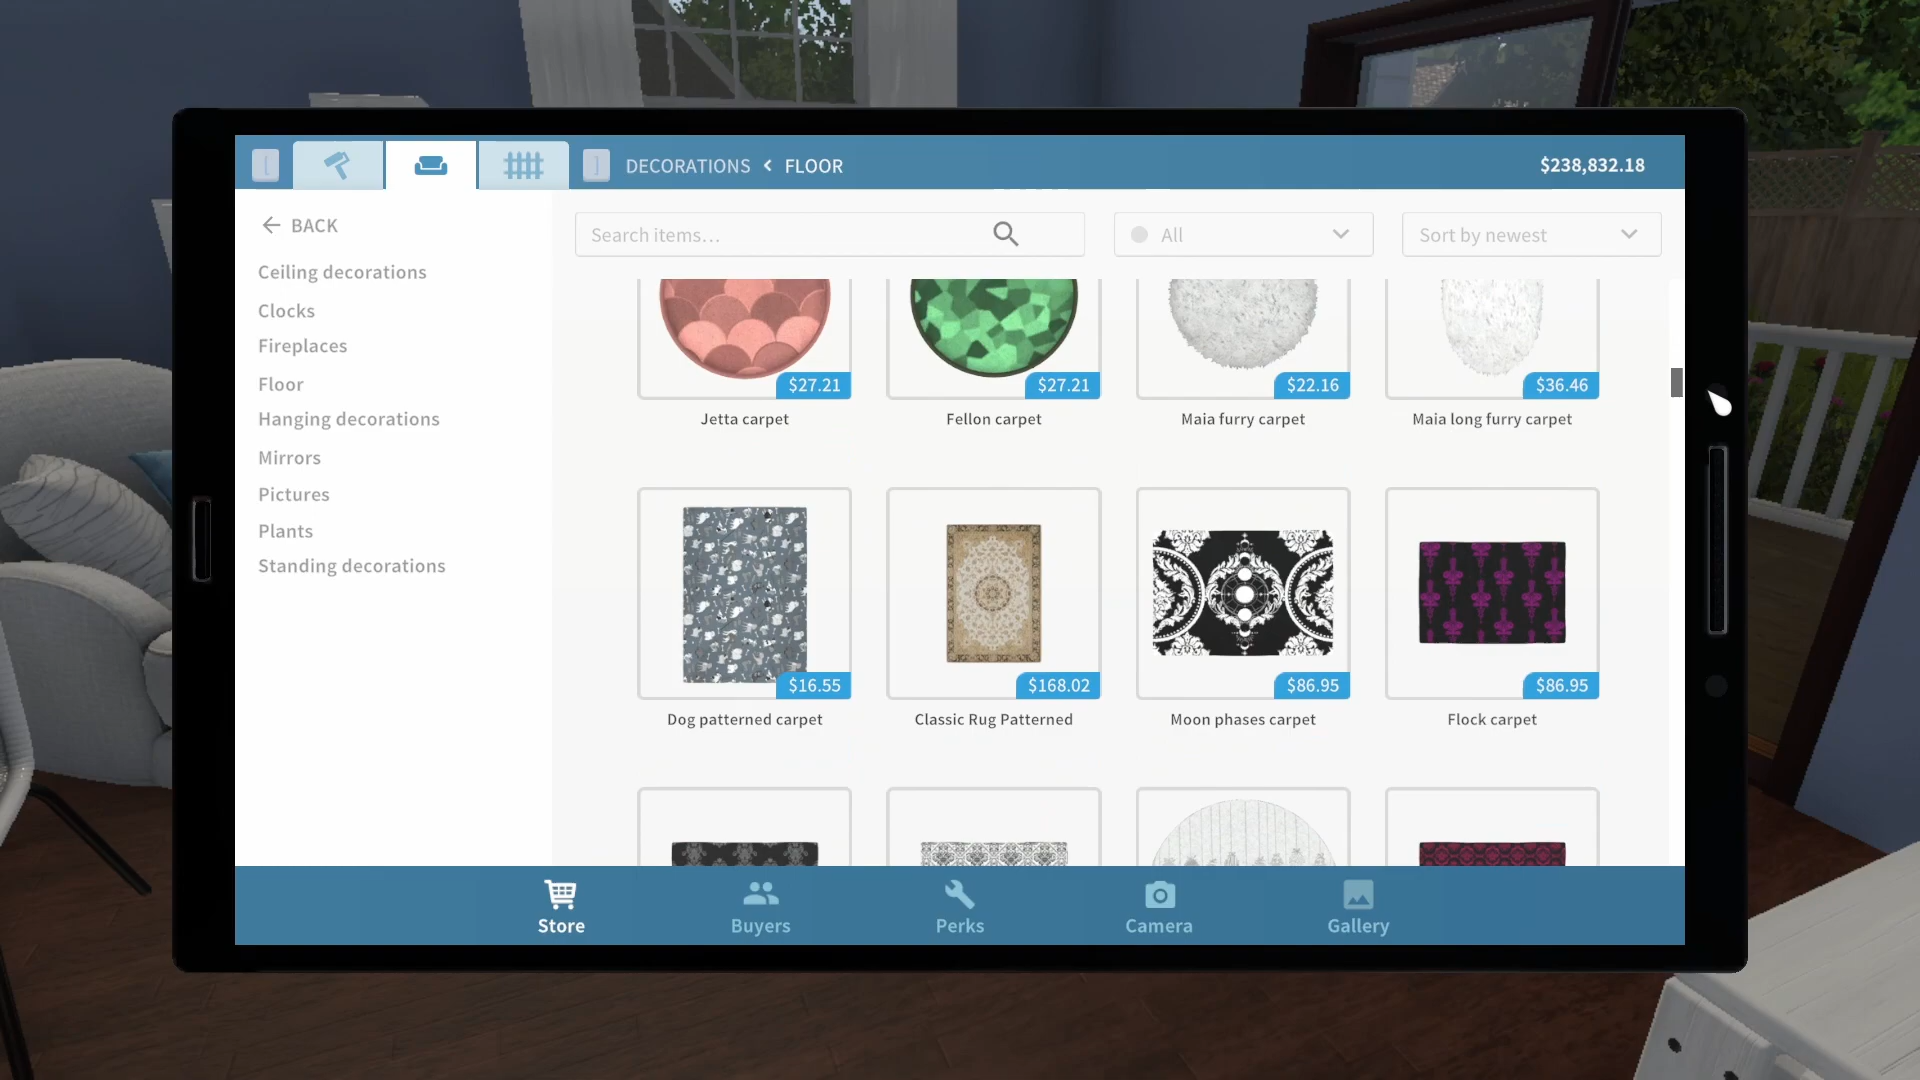 [
]
DECORATIONS < FLOOR
$238,832.18
BACK
Search items...
All
Sort by newest
Ceiling decorations
Clocks
Fireplaces
Floor
Hanging decorations
Mirrors
Pictures
Plants
Standing decorations
$27.21
$27.21
$22.16
$36.46
Jetta carpet
Fellon carpet
Maia furry carpet
Maia long furry carpet
$16.55
$168.02
$86.95
$86.95
Dog patterned carpet
Classic Rug Patterned
Moon phases carpet
Flock carpet
Store
Buyers
Perks
Camera
Gallery